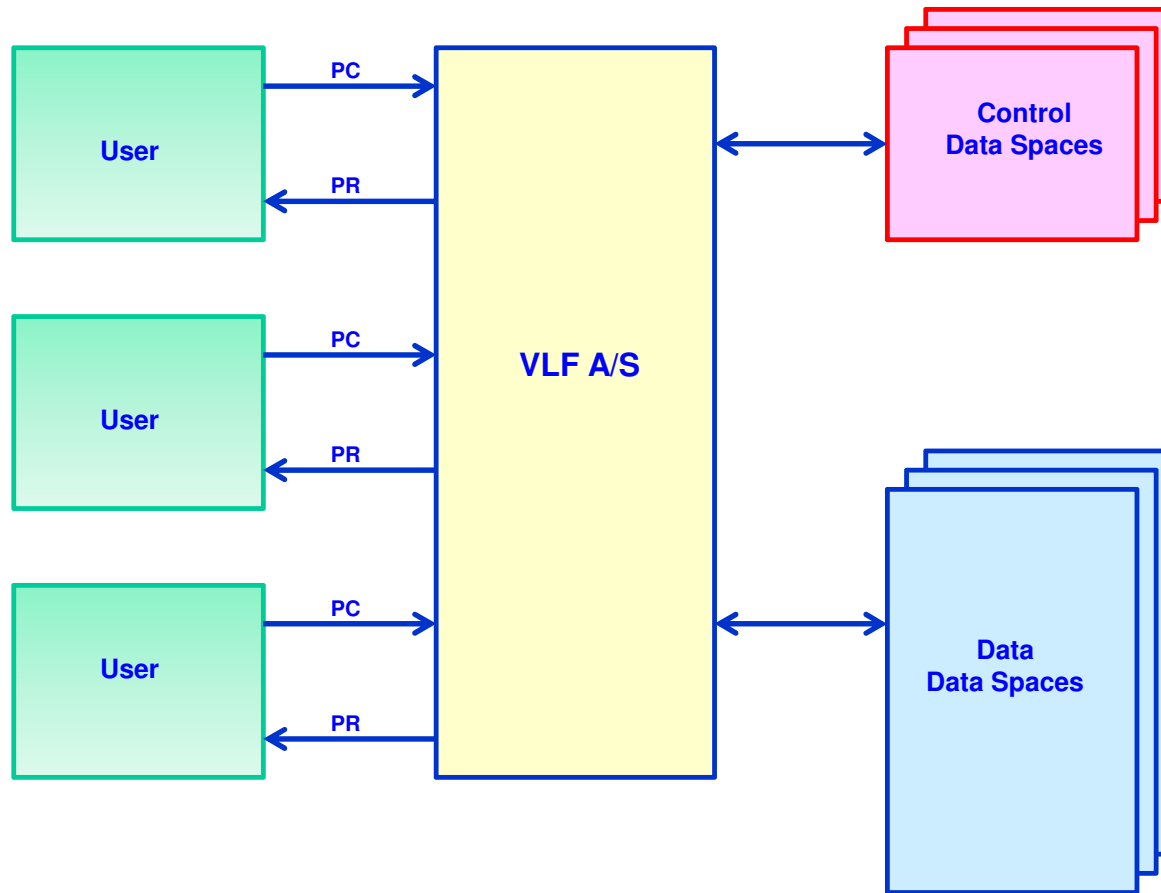 PC
User
PR
PC
User
PR
PC
User
PR
VLF A/S
Control
Data Spaces
Data
Data Spaces